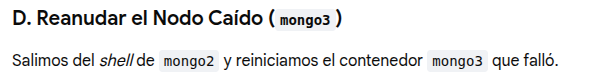 D. Reanudar el Nodo Caído ( mongo3 )
Salimos del shell de mongo2 y reiniciamos el contenedor mongo3 que falló.